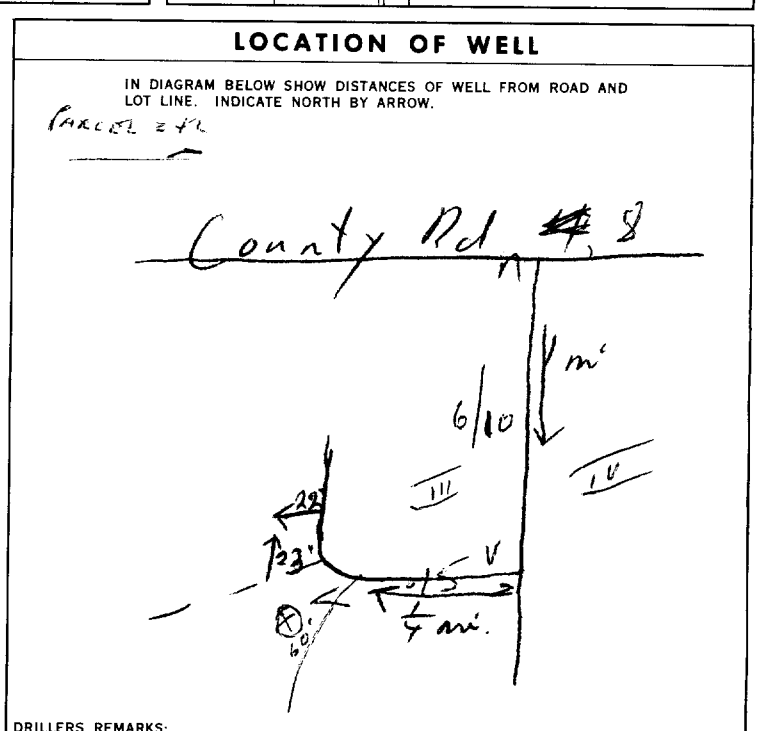 LOCATION OF WELL
IN DIAGRAM BELOW SHOW DISTANCES OF WELL FROM ROAD AND
LOT LINE. INDICATE NORTH BY ARROW.
PARCEL
County Rd 8
6/10
mi
III
IV
22'
23'
V
1/4 mi.
60'
DRILLERS REMARKS: